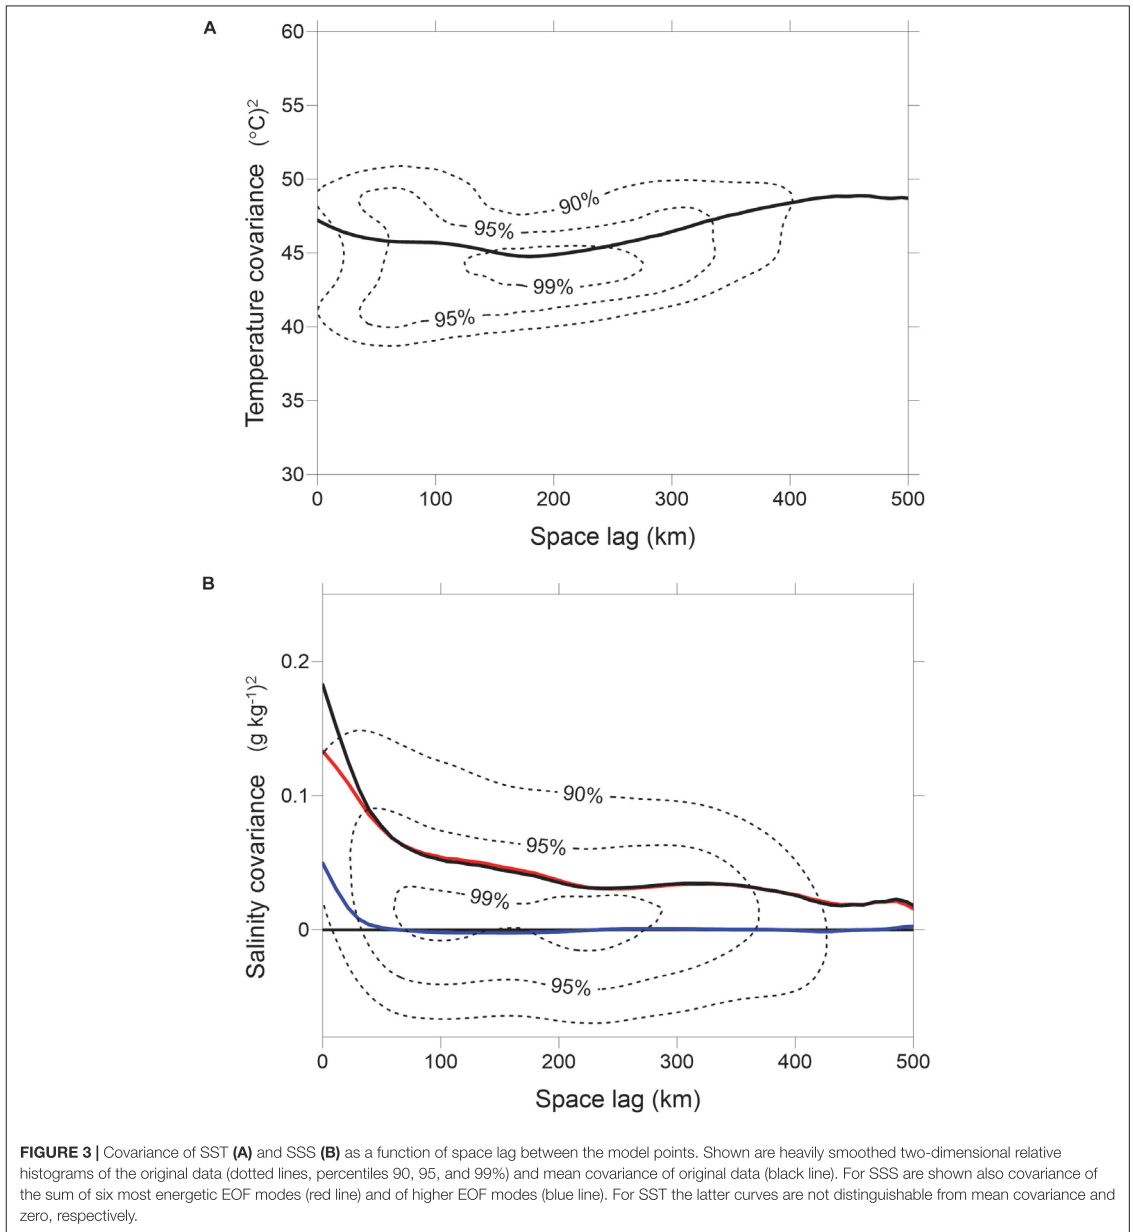 A
60
55
50
45
40
35
30
Temperature covariance (°C)²
90%
95%
99%
95%
0 100 200 300 400 500
Space lag (km)
B
0.2
0.1
0
Salinity covariance (g kg⁻¹)²
90%
95%
99%
95%
0 100 200 300 400 500
Space lag (km)
FIGURE 3 | Covariance of SST (A) and SSS (B) as a function of space lag between the model points. Shown are heavily smoothed two-dimensional relative
histograms of the original data (dotted lines, percentiles 90, 95, and 99%) and mean covariance of original data (black line). For SSS are shown also covariance of
the sum of six most energetic EOF modes (red line) and of higher EOF modes (blue line). For SST the latter curves are not distinguishable from mean covariance and
zero, respectively.